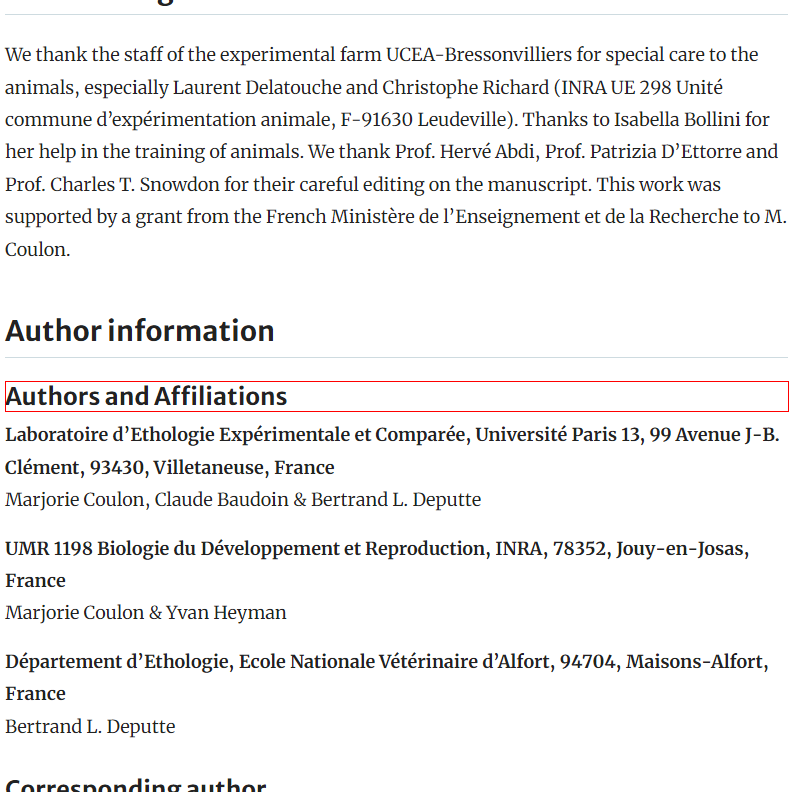 We thank the staff of the experimental farm UCEA-Bressonvilliers for special care to the
animals, especially Laurent Delatouche and Christophe Richard (INRA UE 298 Unité
commune d’expérimentation animale, F-91630 Leudeville). Thanks to Isabella Bollini for
her help in the training of animals. We thank Prof. Hervé Abdi, Prof. Patrizia D’Ettorre and
Prof. Charles T. Snowdon for their careful editing on the manuscript. This work was
supported by a grant from the French Ministère de l’Enseignement et de la Recherche to M.
Coulon.
Author information
Authors and Affiliations
Laboratoire d’Ethologie Expérimentale et Comparée, Université Paris 13, 99 Avenue J-B.
Clément, 93430, Villetaneuse, France
Marjorie Coulon, Claude Baudoin & Bertrand L. Deputte
UMR 1198 Biologie du Développement et Reproduction, INRA, 78352, Jouy-en-Josas,
France
Marjorie Coulon & Yvan Heyman
Département d’Ethologie, Ecole Nationale Vétérinaire d’Alfort, 94704, Maisons-Alfort,
France
Bertrand L. Deputte
Corresponding author